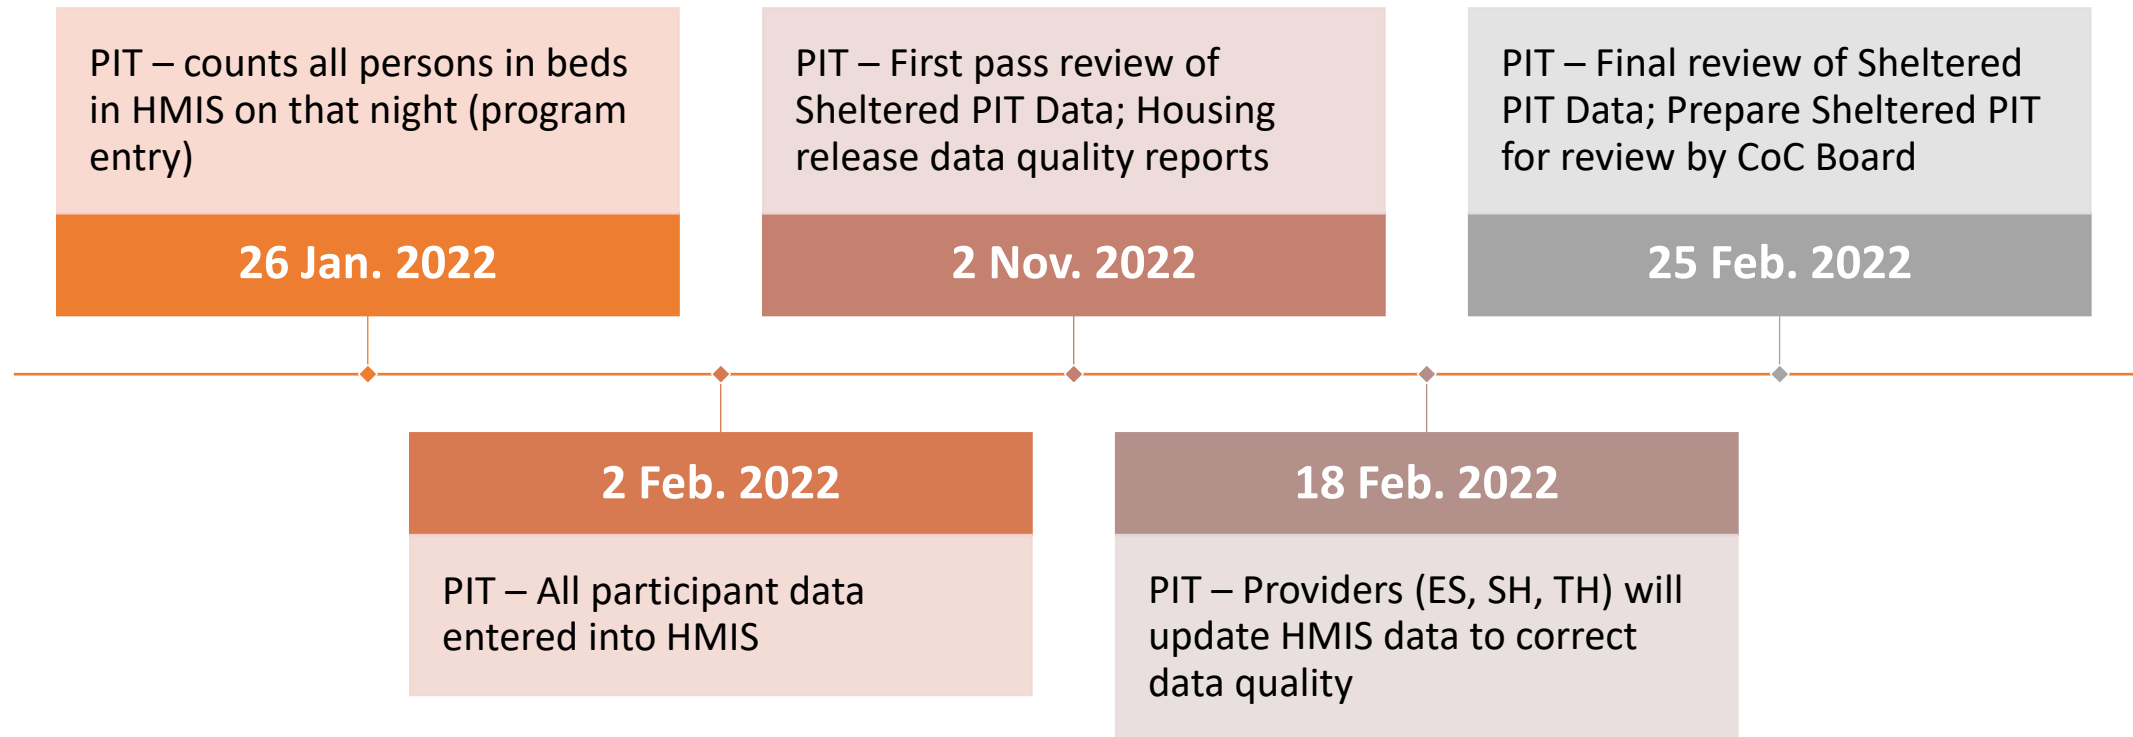 PIT – counts all persons in beds
in HMIS on that night (program
entry)
26 Jan. 2022
2 Feb. 2022
PIT – All participant data
entered into HMIS
PIT – First pass review of
Sheltered PIT Data; Housing
release data quality reports
2 Nov. 2022
18 Feb. 2022
PIT – Providers (ES, SH, TH) will
update HMIS data to correct
data quality
PIT – Final review of Sheltered
PIT Data; Prepare Sheltered PIT
for review by CoC Board
25 Feb. 2022